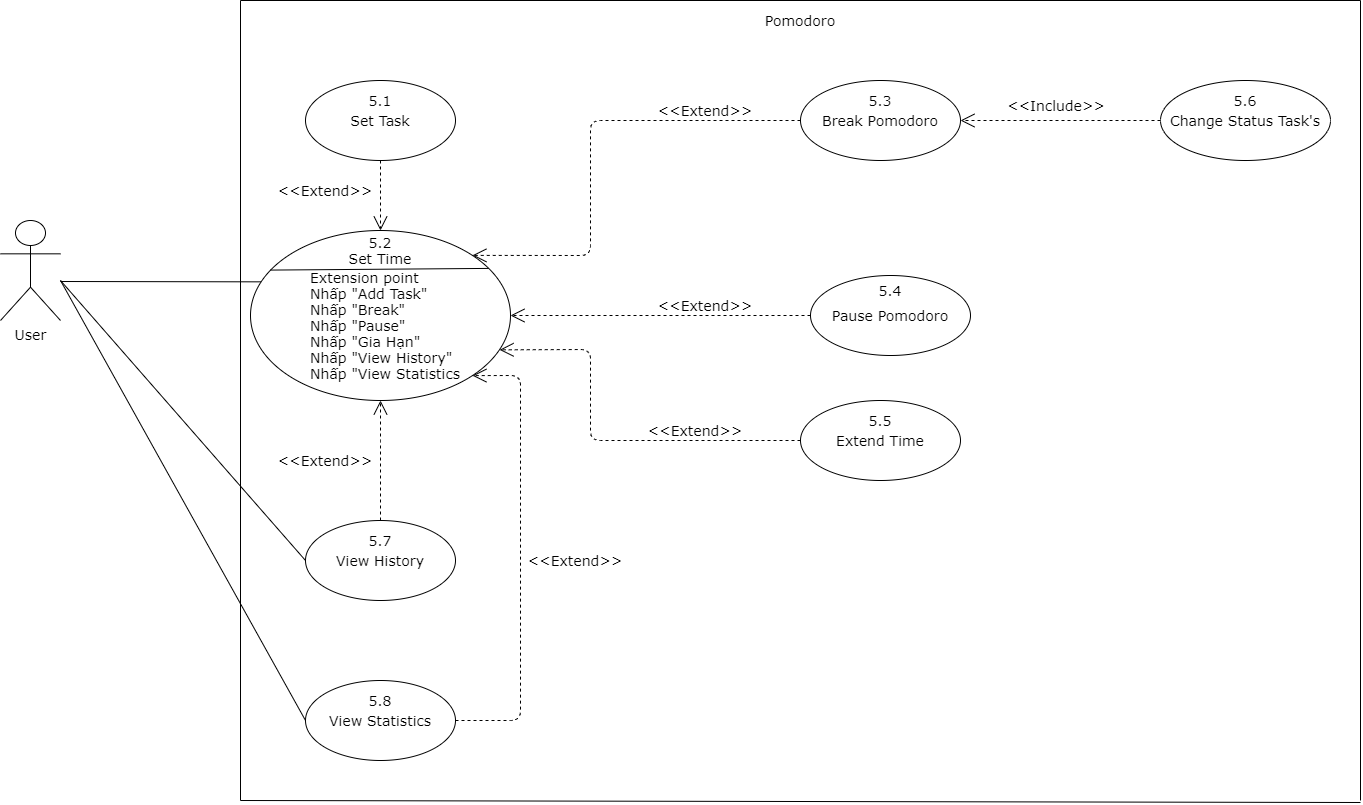 Pomodoro
5.1
Set Task
<<Extend>>
5.3
Break Pomodoro
<<Include>>
5.6
Change Status Task's
<<Extend>>
User
5.2
Set Time
Extension point
Nhấp "Add Task"
Nhấp "Break"
Nhấp "Pause"
Nhấp "Gia Hạn"
Nhấp "View History"
Nhấp "View Statistics
<<Extend>>
5.4
Pause Pomodoro
<<Extend>>
5.5
Extend Time
<<Extend>>
5.7
View History
<<Extend>>
5.8
View Statistics